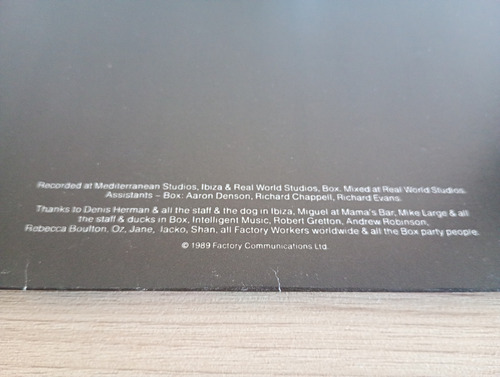 Recorded at Mediterranean Studios, Ibiza & Real World Studios, Box. Mixed at Real World Studios.
Assistants – Box: Aaron Denson, Richard Chappell, Richard Evans.
Thanks to Denis Herman & all the staff & the dog in Ibiza, Miguel at Mama's Bar, Mike Large & all
the staff & ducks in Box, Intelligent Music, Robert Gretton, Andrew Robinson,
Rebecca Boulton, Oz, Jane, Jacko, Shan, all Factory Workers worldwide & all the Box party people.
© 1989 Factory Communications Ltd.